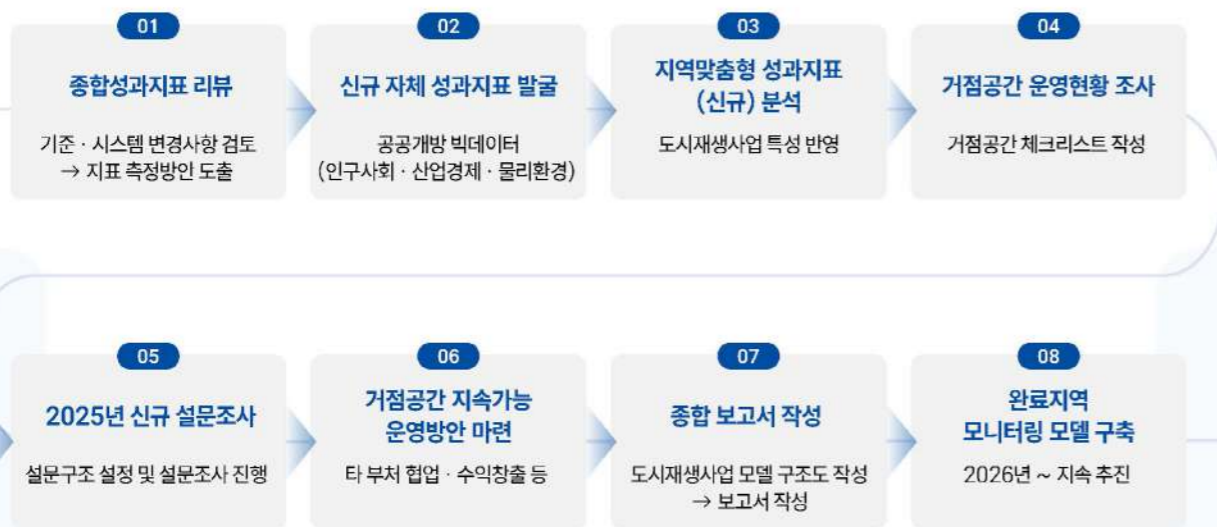 01
종합성과지표 리뷰
기준 · 시스템 변경사항 검토
→ 지표 측정방안 도출
02
신규 자체 성과지표 발굴
공공개방 빅데이터
(인구사회 · 산업경제 · 물리환경)
03
지역맞춤형 성과지표
(신규) 분석
도시재생사업 특성 반영
04
거점공간 운영현황 조사
거점공간 체크리스트 작성
05
2025년 신규 설문조사
설문구조 설정 및 설문조사 진행
06
거점공간 지속가능
운영방안 마련
타 부처 협업 · 수익창출 등
07
종합 보고서 작성
도시재생사업 모델 구조도 작성
→ 보고서 작성
08
완료지역
모니터링 모델 구축
2026년 ~ 지속 추진